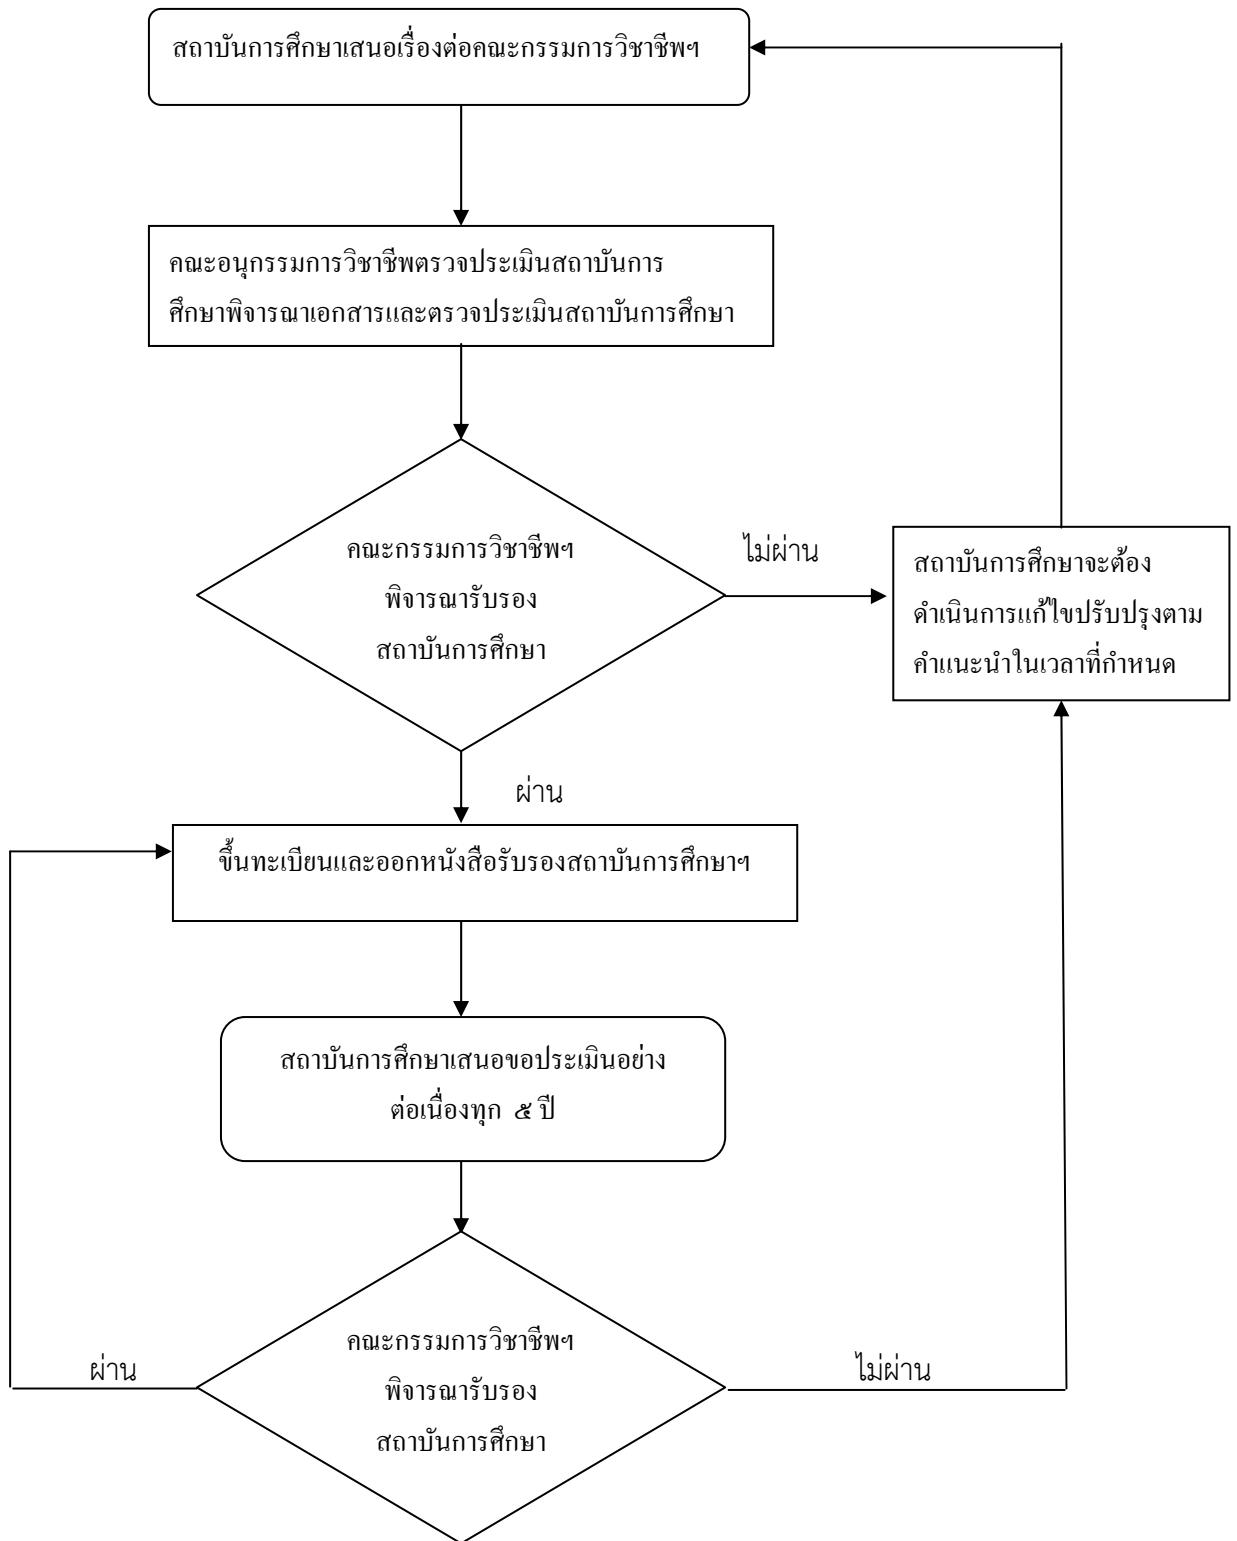 สถาบันการศึกษาเสนอเรื่องต่อคณะกรรมการวิชาชีพฯ
คณะอนุกรรมการวิชาชีพตรวจประเมินสถาบันการ
ศึกษาพิจารณาเอกสารและตรวจประเมินสถาบันการศึกษา
คณะกรรมการวิชาชีพฯ
พิจารณารับรอง
สถาบันการศึกษา
ไม่ผ่าน
สถาบันการศึกษาจะต้อง
ดำเนินการแก้ไขปรับปรุงตาม
คำแนะนำในเวลาที่กำหนด
ผ่าน
ขึ้นทะเบียนและออกหนังสือรับรองสถาบันการศึกษาฯ
สถาบันการศึกษาเสนอขอประเมินอย่าง
ต่อเนื่องทุก ๕ ปี
คณะกรรมการวิชาชีพฯ
พิจารณารับรอง
สถาบันการศึกษา
ผ่าน
ไม่ผ่าน